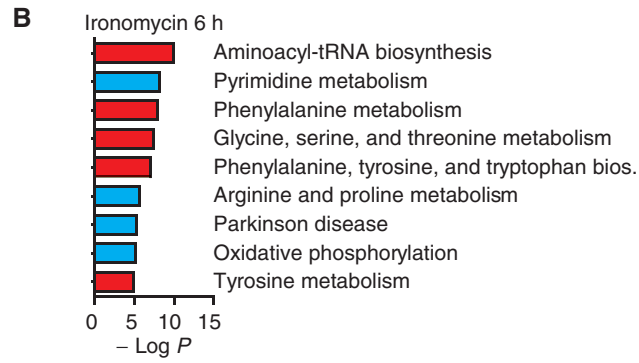 B
Ironomycin 6 h
Aminoacyl-tRNA biosynthesis
Pyrimidine metabolism
Phenylalanine metabolism
Glycine, serine, and threonine metabolism
Phenylalanine, tyrosine, and tryptophan bios.
Arginine and proline metabolism
Parkinson disease
Oxidative phosphorylation
Tyrosine metabolism
0 5 10 15
– Log P